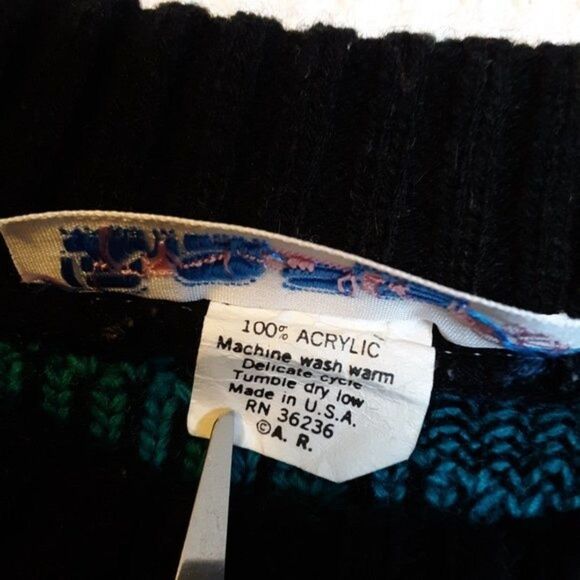 100% ACRYLIC
Machine wash warm
Delicate cycle
Tumble dry low
Made in U.S.A.
RN 36236
©A. R.